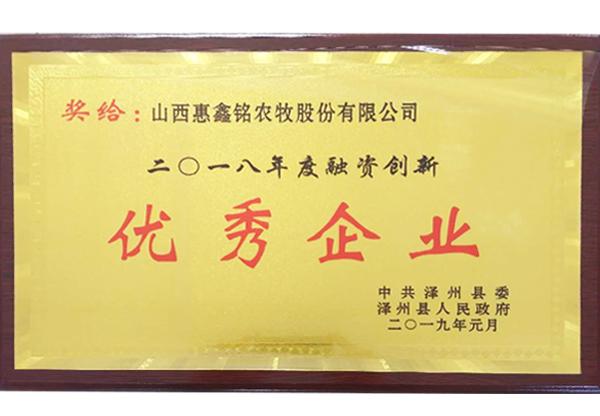 奖给：山西惠鑫铭农牧股份有限公司
二〇一八年度融资创新
优秀企业
中共泽州县委
泽州县人民政府
二〇一九年元月